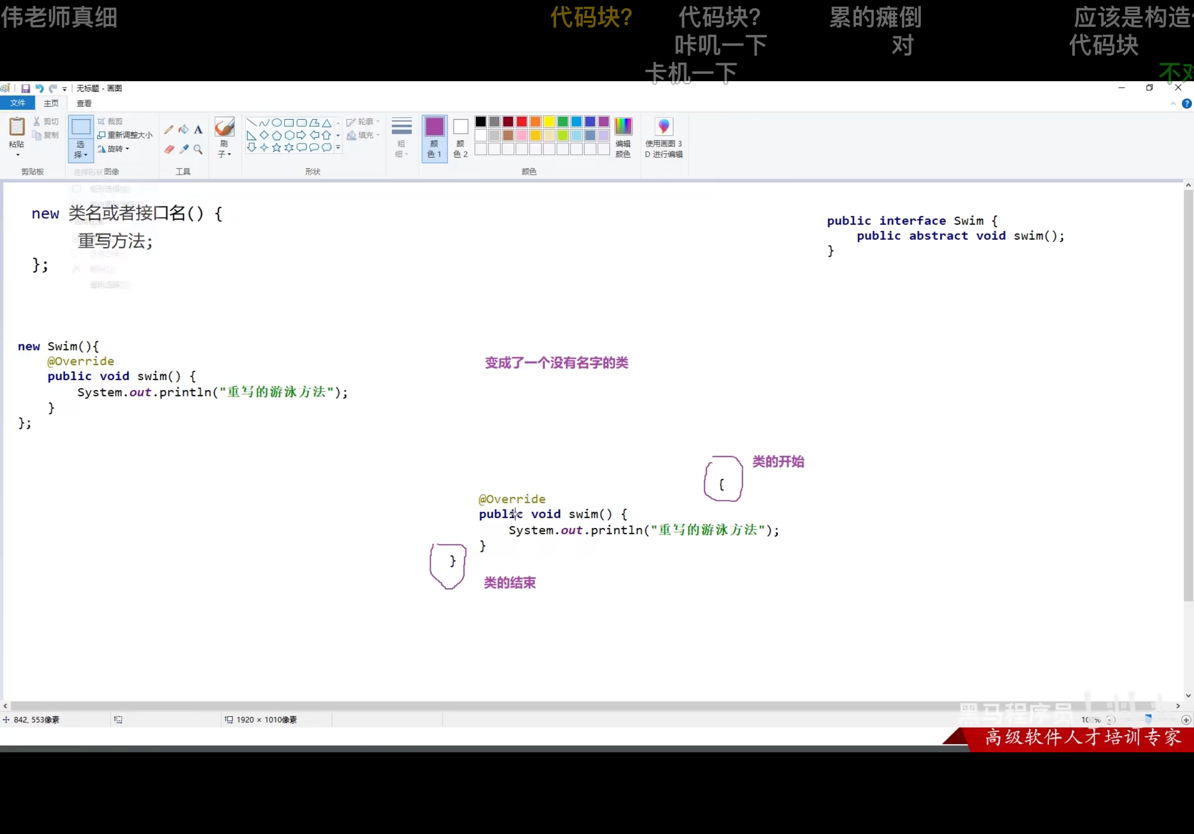 伟老师真细
代码块?
代码块?
累的瘫倒
应该是构造
咔叽一下
对
代码块
卡机一下
不对
无标题 - 画图
文件
主页
查看
粘贴
剪切
复制
剪贴板
选择
裁剪
重新调整大小
旋转
图像
A
工具
刷子
轮廓
填充
形状
粗细
颜色 1
颜色 2
编辑颜色
颜色
使用画图 3D 进行编辑
new 类名或者接口名() {
重写方法;
};
public interface Swim {
public abstract void swim();
}
new Swim(){
@Override
public void swim() {
System.out.println("重写的游泳方法");
}
};
变成了一个没有名字的类
类的开始
{
@Override
public void swim() {
System.out.println("重写的游泳方法");
}
}
类的结束
842, 553像素
1920 × 1010像素
黑马程序员
高级软件人才培训专家